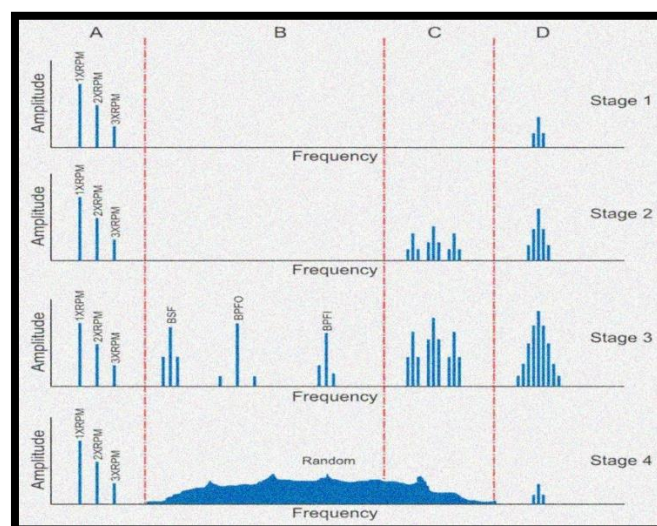 A B C D
Amplitude
1XRPM
2XRPM
3XRPM
Stage 1
Frequency
Amplitude
1XRPM
2XRPM
3XRPM
Stage 2
Frequency
Amplitude
1XRPM
2XRPM
3XRPM
BSF
BPFO
BPFI
Stage 3
Frequency
Amplitude
1XRPM
2XRPM
3XRPM
Random
Stage 4
Frequency